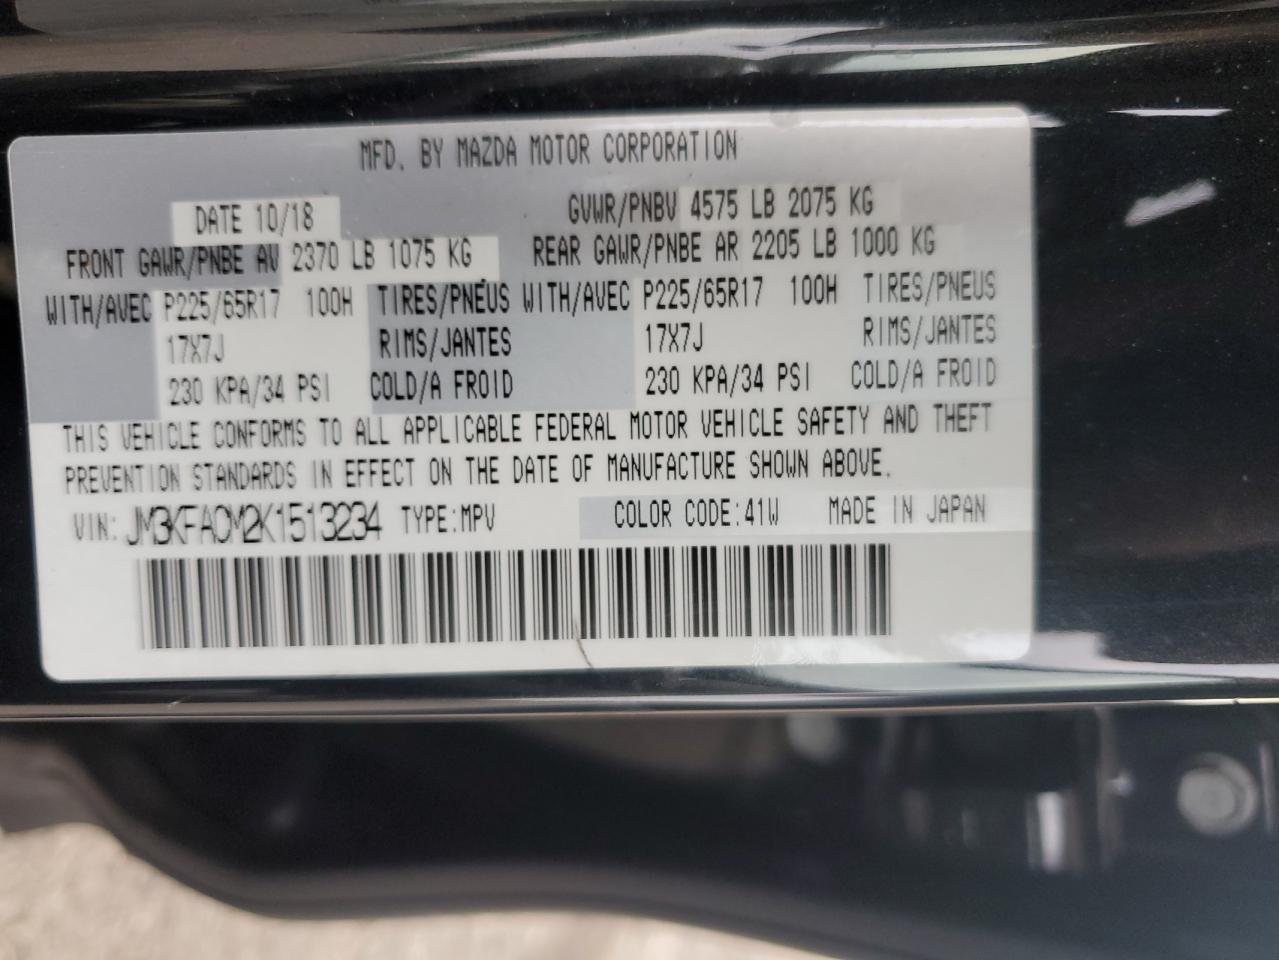 MFD. BY MAZDA MOTOR CORPORATION
DATE 10/18 GVWR/PNBV 4575 LB 2075 KG
FRONT GAWR/PNBE AV 2370 LB 1075 KG REAR GAWR/PNBE AR 2205 LB 1000 KG
WITH/AVEC P225/65R17 100H TIRES/PNEUS WITH/AVEC P225/65R17 100H TIRES/PNEUS
17X7J RIMS/JANTES 17X7J RIMS/JANTES
230 KPA/34 PSI COLD/A FROID 230 KPA/34 PSI COLD/A FROID
THIS VEHICLE CONFORMS TO ALL APPLICABLE FEDERAL MOTOR VEHICLE SAFETY AND THEFT
PREVENTION STANDARDS IN EFFECT ON THE DATE OF MANUFACTURE SHOWN ABOVE.
VIN: JM3KFACM2K1513234 TYPE:MPV COLOR CODE:41W MADE IN JAPAN